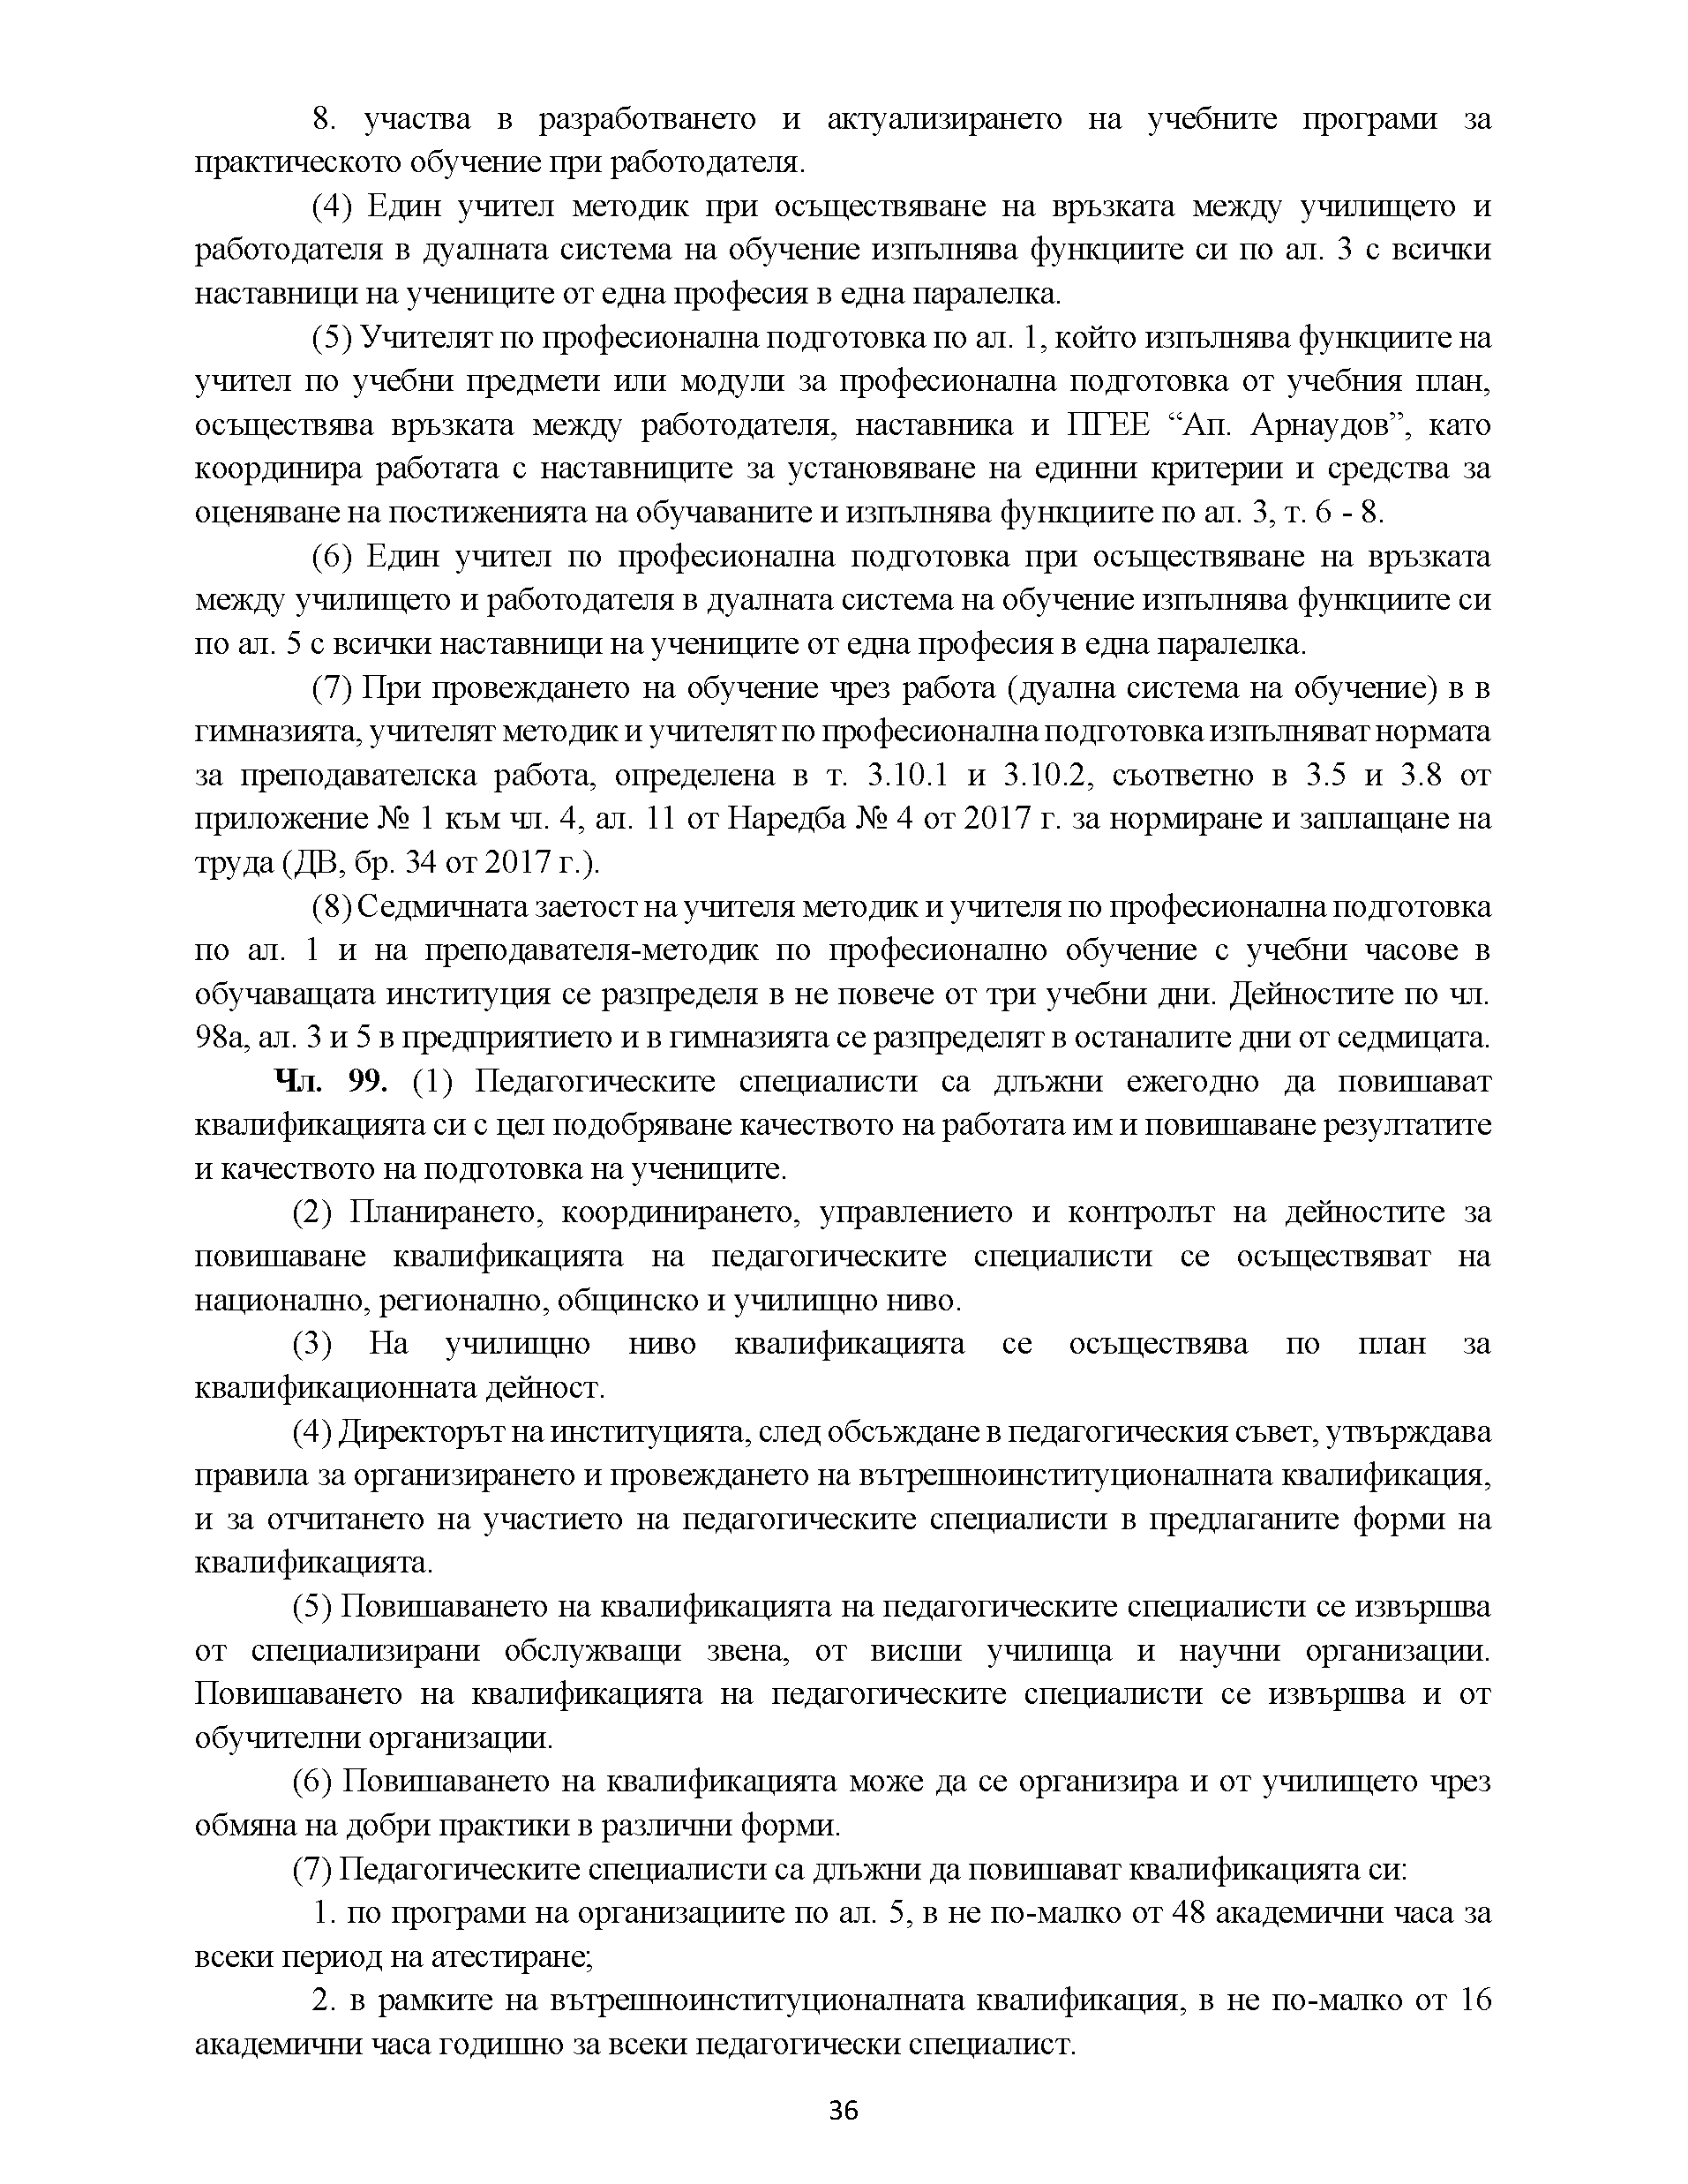 8. участва в разработването и актуализирането на учебните програми за
практическото обучение при работодателя.
(4) Един учител методик при осъществяване на връзката между училището и
работодателя в дуалната система на обучение изпълнява функциите си по ал. 3 с всички
наставници на учениците от една професия в една паралелка.
(5) Учителят по професионална подготовка по ал. 1, който изпълнява функциите на
учител по учебни предмети или модули за професионална подготовка от учебния план,
осъществява връзката между работодателя, наставника и ПГЕЕ “Ап. Арнаудов”, като
координира работата с наставниците за установяване на единни критерии и средства за
оценяване на постиженията на обучаваните и изпълнява функциите по ал. 3, т. 6 - 8.
(6) Един учител по професионална подготовка при осъществяване на връзката
между училището и работодателя в дуалната система на обучение изпълнява функциите си
по ал. 5 с всички наставници на учениците от една професия в една паралелка.
(7) При провеждането на обучение чрез работа (дуална система на обучение) в в
гимназията, учителят методик и учителят по професионална подготовка изпълняват нормата
за преподавателска работа, определена в т. 3.10.1 и 3.10.2, съответно в 3.5 и 3.8 от
приложение № 1 към чл. 4, ал. 11 от Наредба № 4 от 2017 г. за нормиране и заплащане на
труда (ДВ, бр. 34 от 2017 г.).
(8) Седмичната заетост на учителя методик и учителя по професионална подготовка
по ал. 1 и на преподавателя-методик по професионално обучение с учебни часове в
обучаващата институция се разпределя в не повече от три учебни дни. Дейностите по чл.
98а, ал. 3 и 5 в предприятието и в гимназията се разпределят в останалите дни от седмицата.
Чл. 99. (1) Педагогическите специалисти са длъжни ежегодно да повишават
квалификацията си с цел подобряване качеството на работата им и повишаване резултатите
и качеството на подготовка на учениците.
(2) Планирането, координирането, управлението и контролът на дейностите за
повишаване квалификацията на педагогическите специалисти се осъществяват на
национално, регионално, общинско и училищно ниво.
(3) На училищно ниво квалификацията се осъществява по план за
квалификационната дейност.
(4) Директорът на институцията, след обсъждане в педагогическия съвет, утвърждава
правила за организирането и провеждането на вътрешноинституционалната квалификация,
и за отчитането на участието на педагогическите специалисти в предлаганите форми на
квалификацията.
(5) Повишаването на квалификацията на педагогическите специалисти се извършва
от специализирани обслужващи звена, от висши училища и научни организации.
Повишаването на квалификацията на педагогическите специалисти се извършва и от
обучителни организации.
(6) Повишаването на квалификацията може да се организира и от училището чрез
обмяна на добри практики в различни форми.
(7) Педагогическите специалисти са длъжни да повишават квалификацията си:
1. по програми на организациите по ал. 5, в не по-малко от 48 академични часа за
всеки период на атестиране;
2. в рамките на вътрешноинституционалната квалификация, в не по-малко от 16
академични часа годишно за всеки педагогически специалист.
36